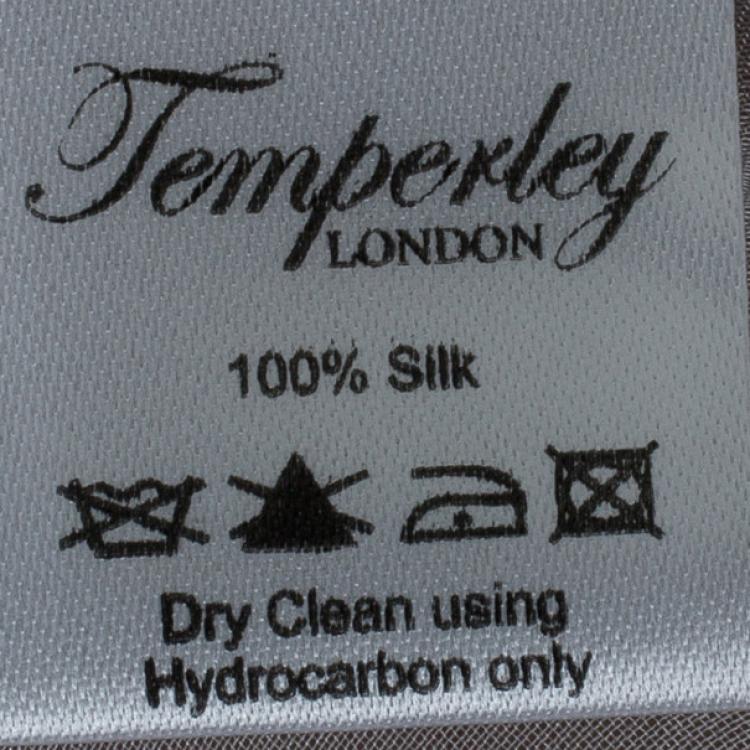 Temperley
LONDON
100% Silk
Dry Clean using
Hydrocarbon only